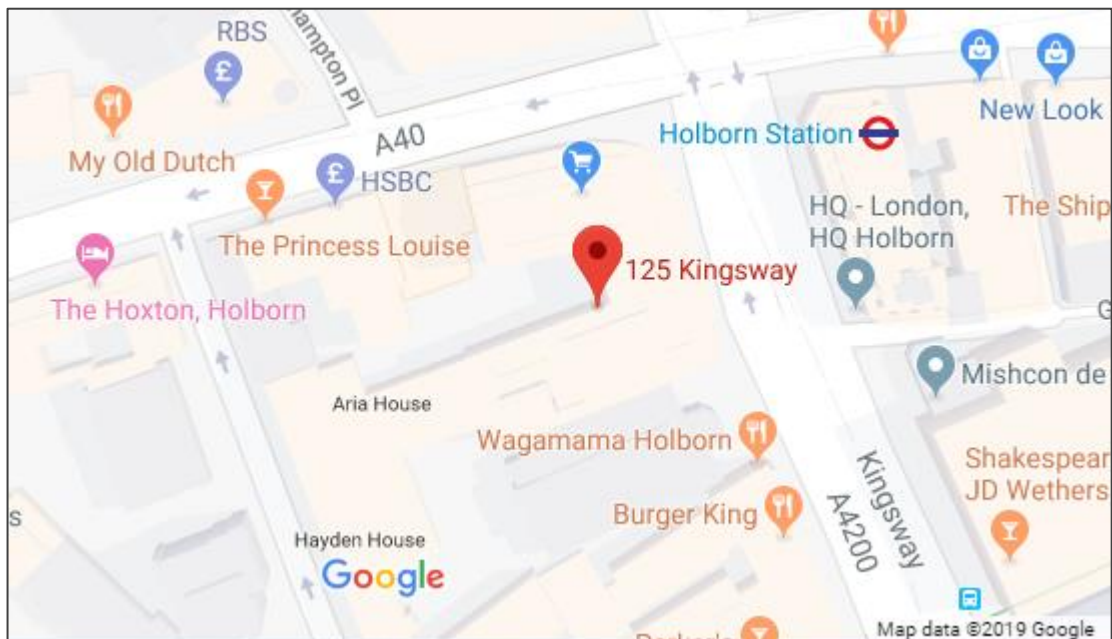 RBS
hampton Pl
My Old Dutch
A40
HSBC
Holborn Station
New Look
The Princess Louise
HQ - London,
HQ Holborn
The Ship
125 Kingsway
The Hoxton, Holborn
G
Mishcon de
Aria House
Wagamama Holborn
Kingsway
A4200
Shakespear
JD Wethers
Burger King
s
Hayden House
Google
Map data ©2019 Google